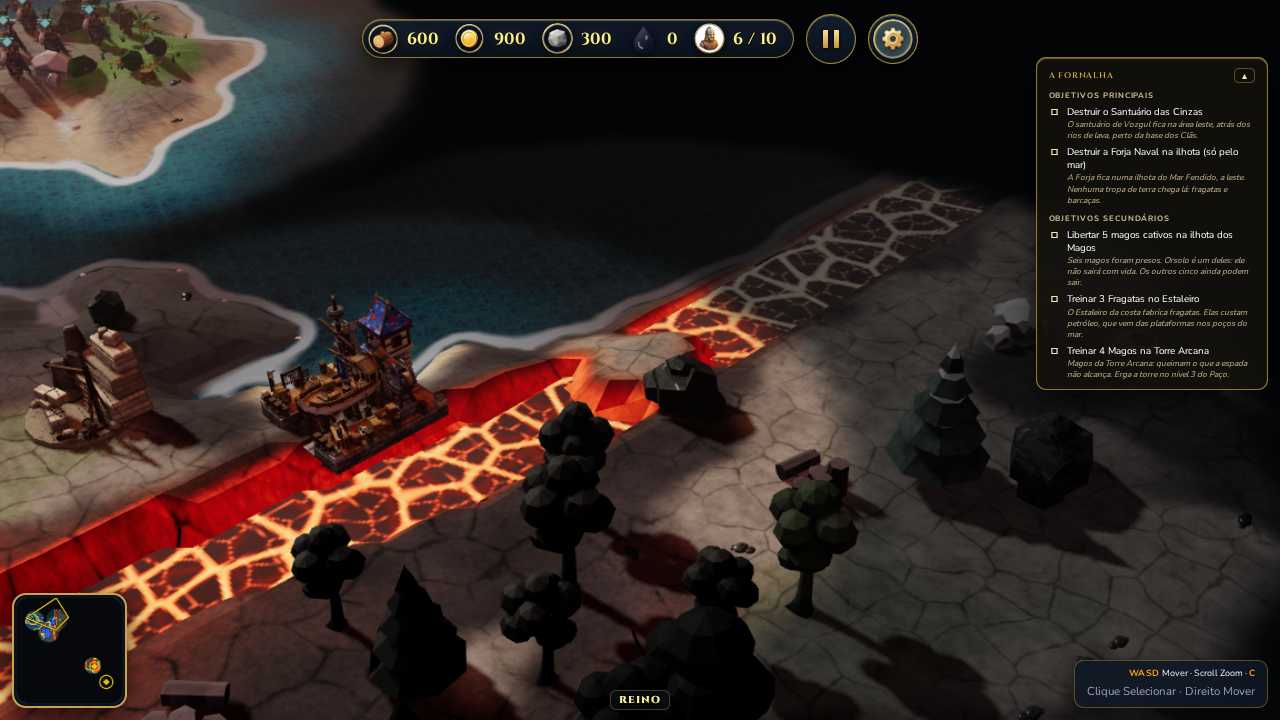 600 900 300 0 6 / 10
A FORNALHA
OBJETIVOS PRINCIPAIS
Destruir o Santuário das Cinzas
O santuário de Vozgul fica na área leste, atrás dos
rios de lava, perto da base dos Clãs.
Destruir a Forja Naval na ilhota (só pelo
mar)
A Forja fica numa ilhota do Mar Fendido, a leste.
Nenhuma tropa de terra chega lá: fragatas e
barcaças.
OBJETIVOS SECUNDÁRIOS
Libertar 5 magos cativos na ilhota dos
Magos
Seis magos foram presos. Orsolo é um deles: ele
não sairá com vida. Os outros cinco ainda podem
sair.
Treinar 3 Fragatas no Estaleiro
O Estaleiro da costa fabrica fragatas. Elas custam
petróleo, que vem das plataformas nos poços do
mar.
Treinar 4 Magos na Torre Arcana
Magos da Torre Arcana: queimam o que a espada
não alcança. Erga a torre no nível 3 do Paço.
WASD Mover · Scroll Zoom · C
Clique Selecionar · Direito Mover
REINO